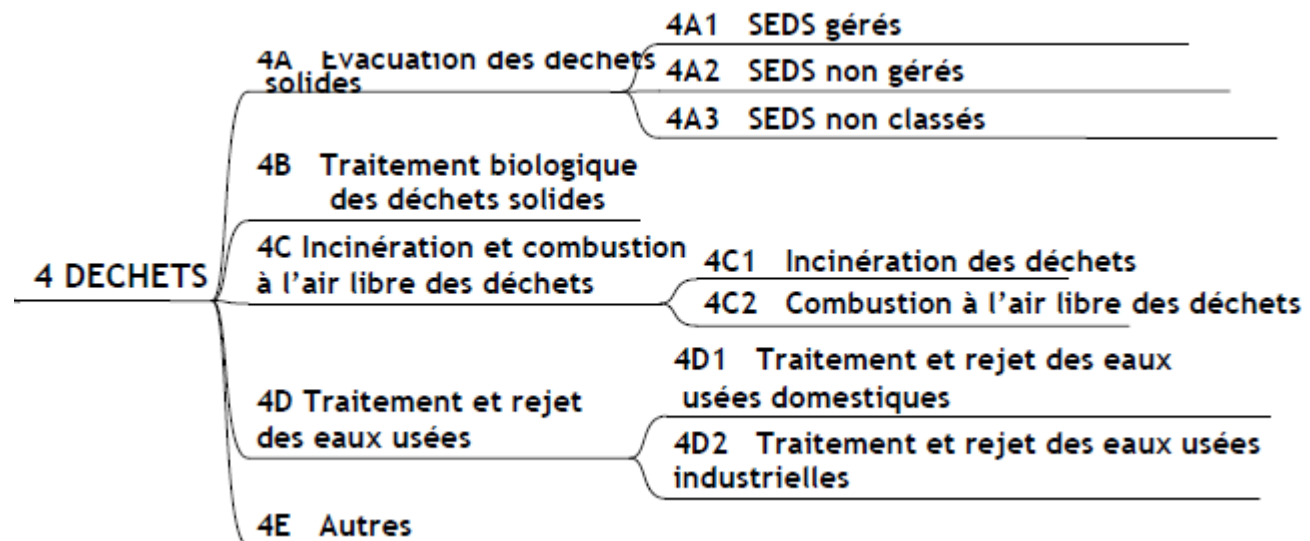 4 DECHETS
4A Evacuation des déchets
solides
4A1 SEDS gérés
4A2 SEDS non gérés
4A3 SEDS non classés
4B Traitement biologique
des déchets solides
4C Incinération et combustion
à l’air libre des déchets
4C1 Incinération des déchets
4C2 Combustion à l’air libre des déchets
4D Traitement et rejet
des eaux usées
4D1 Traitement et rejet des eaux
usées domestiques
4D2 Traitement et rejet des eaux usées
industrielles
4E Autres